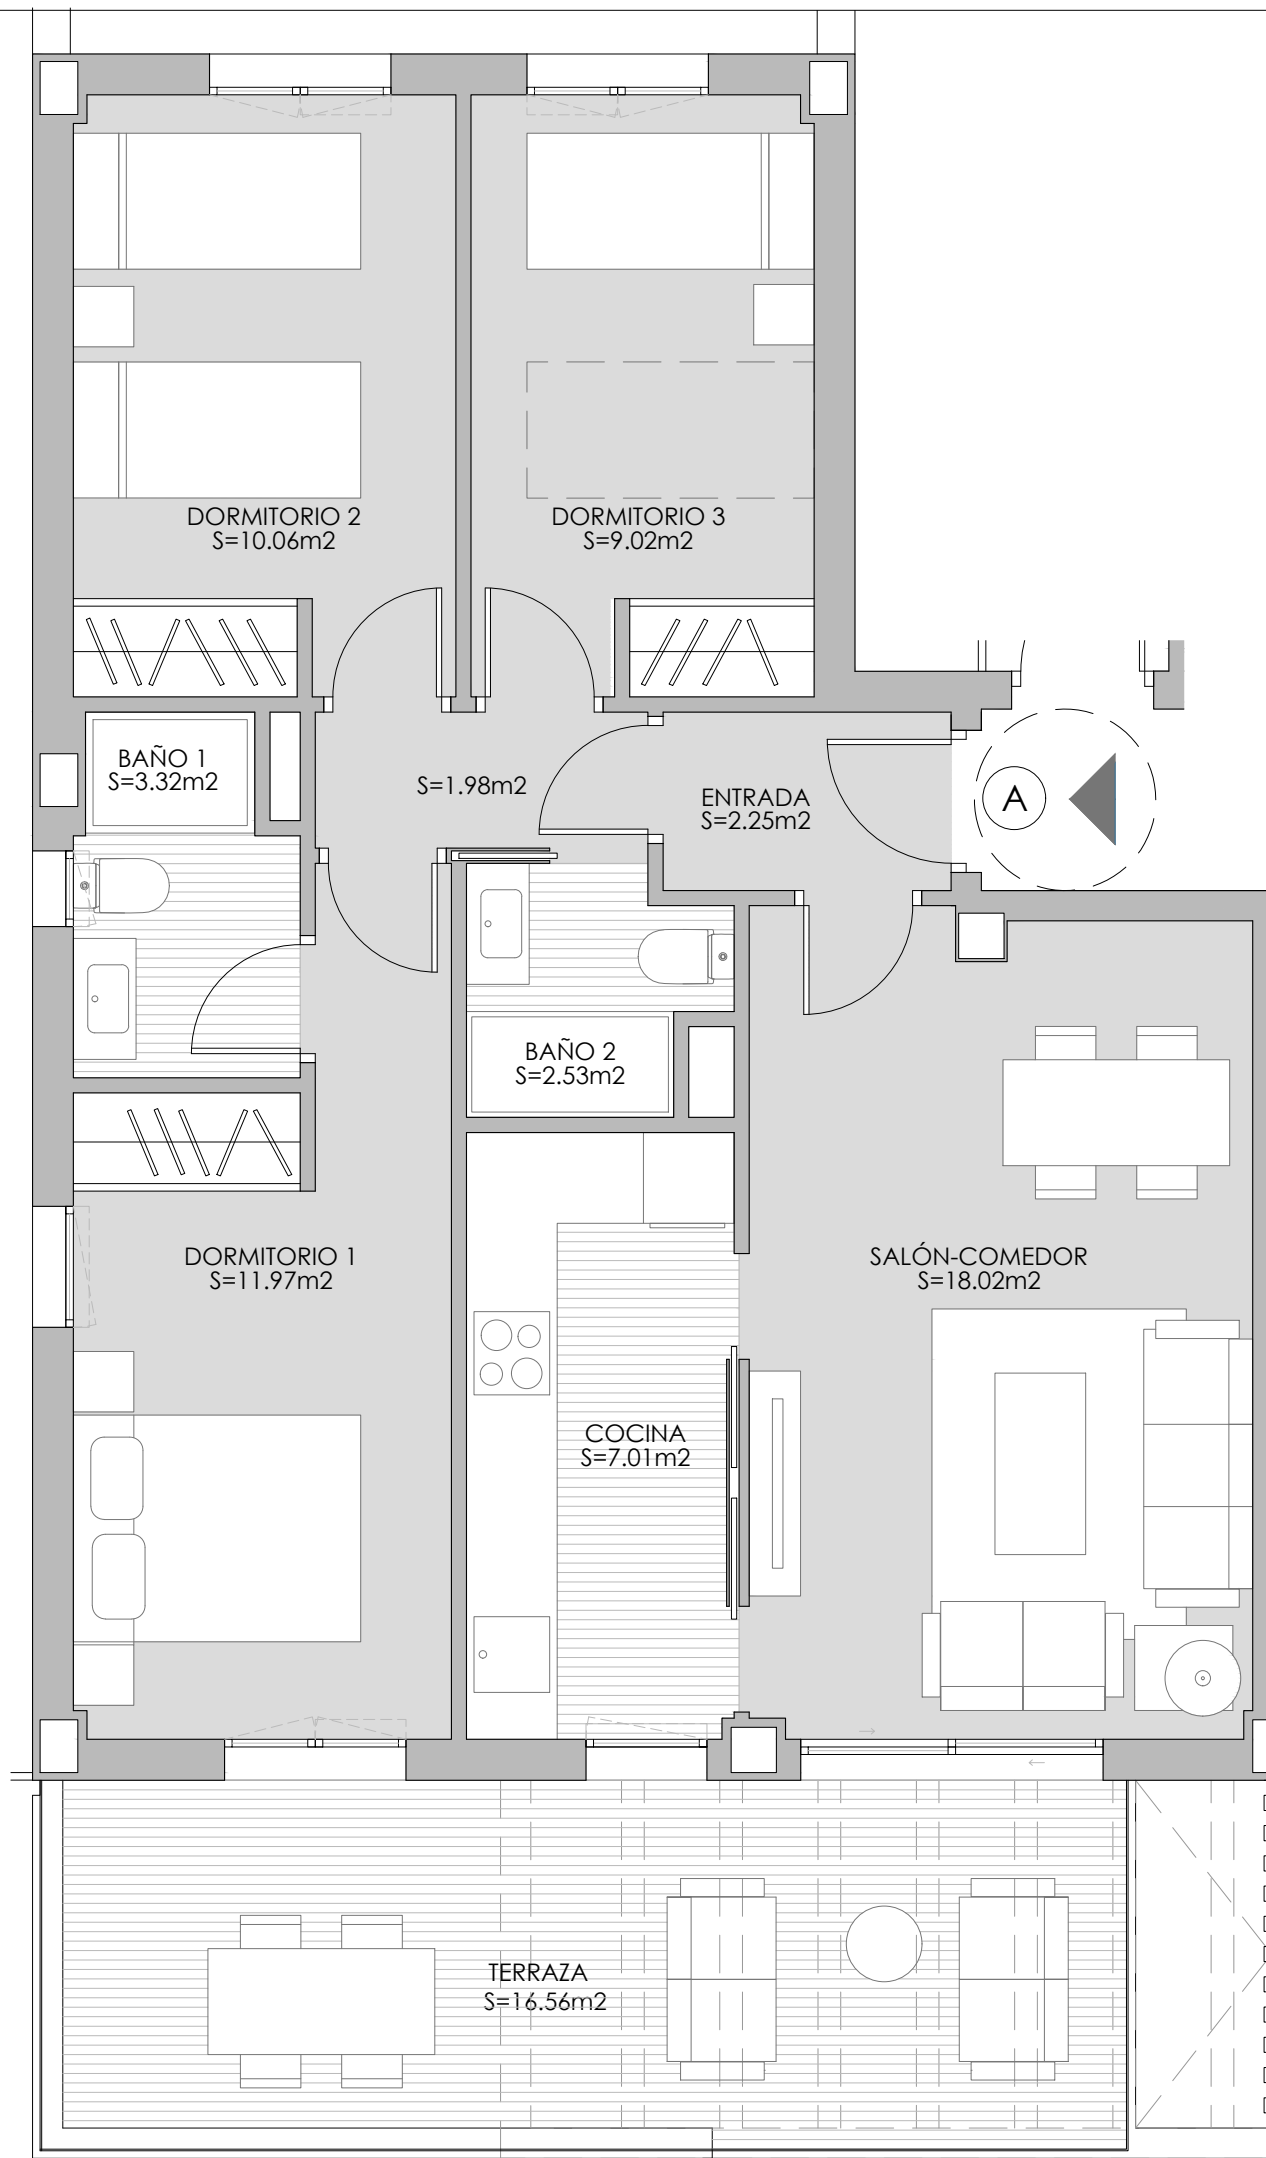 DORMITORIO 2
S=10.06m2
DORMITORIO 3
S=9.02m2
BAÑO 1
S=3.32m2
S=1.98m2
ENTRADA
S=2.25m2
A
BAÑO 2
S=2.53m2
DORMITORIO 1
S=11.97m2
SALÓN-COMEDOR
S=18.02m2
COCINA
S=7.01m2
TERRAZA
S=16.56m2